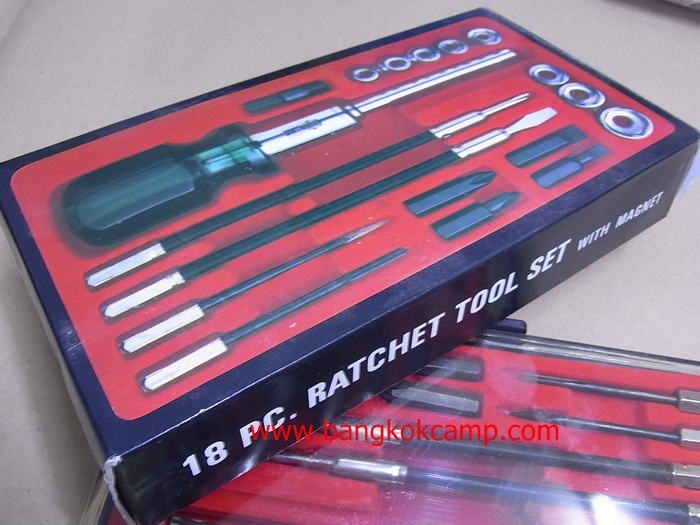 18 PC. RATCHET TOOL SET WITH MAGNET
www.bangkokcamp.com